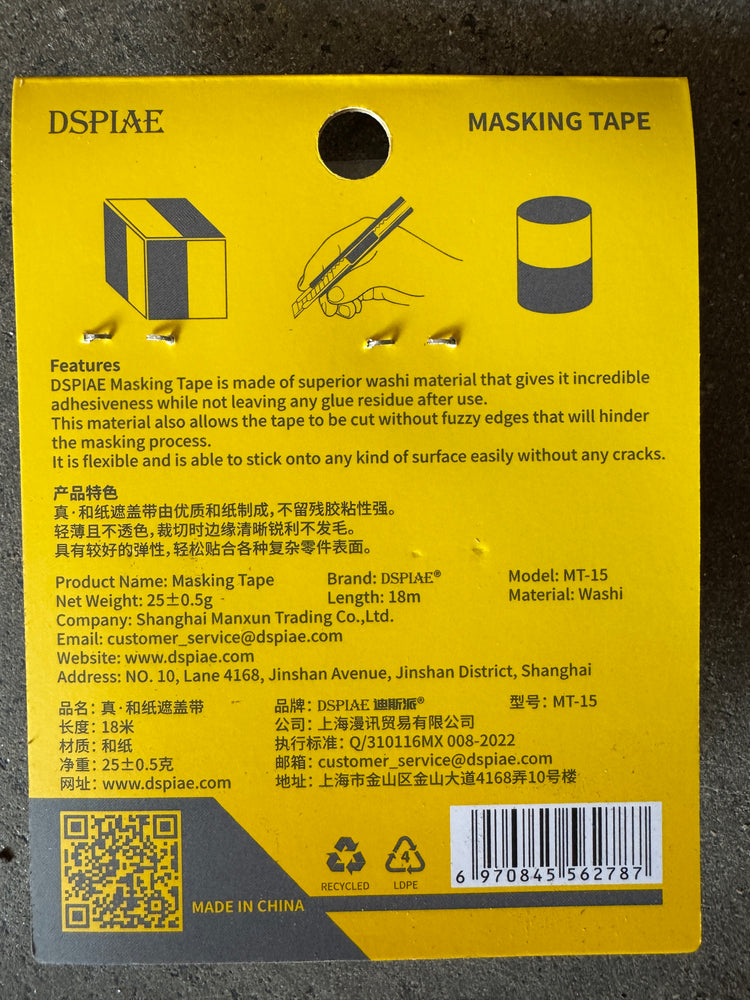 DSPIAE
MASKING TAPE
Features
DSPIAE Masking Tape is made of superior washi material that gives it incredible
adhesiveness while not leaving any glue residue after use.
This material also allows the tape to be cut without fuzzy edges that will hinder
the masking process.
It is flexible and is able to stick onto any kind of surface easily without any cracks.
产品特色
真·和纸遮盖带由优质和纸制成，不留残胶粘性强。
轻薄且不透色，裁切时边缘清晰锐利不发毛。
具有较好的弹性，轻松贴合各种复杂零件表面。
Product Name: Masking Tape Brand: DSPIAE® Model: MT-15
Net Weight: 25±0.5g Length: 18m Material: Washi
Company: Shanghai Manxun Trading Co.,Ltd.
Email: customer_service@dspiae.com
Website: www.dspiae.com
Address: NO. 10, Lane 4168, Jinshan Avenue, Jinshan District, Shanghai
品名：真·和纸遮盖带 品牌：DSPIAE 迪斯派® 型号：MT-15
长度：18米 公司：上海漫讯贸易有限公司
材质：和纸 执行标准：Q/310116MX 008-2022
净重：25±0.5克 邮箱：customer_service@dspiae.com
网址：www.dspiae.com 地址：上海市金山区金山大道4168弄10号楼
MADE IN CHINA
RECYCLED
4
LDPE
6 970845 562787